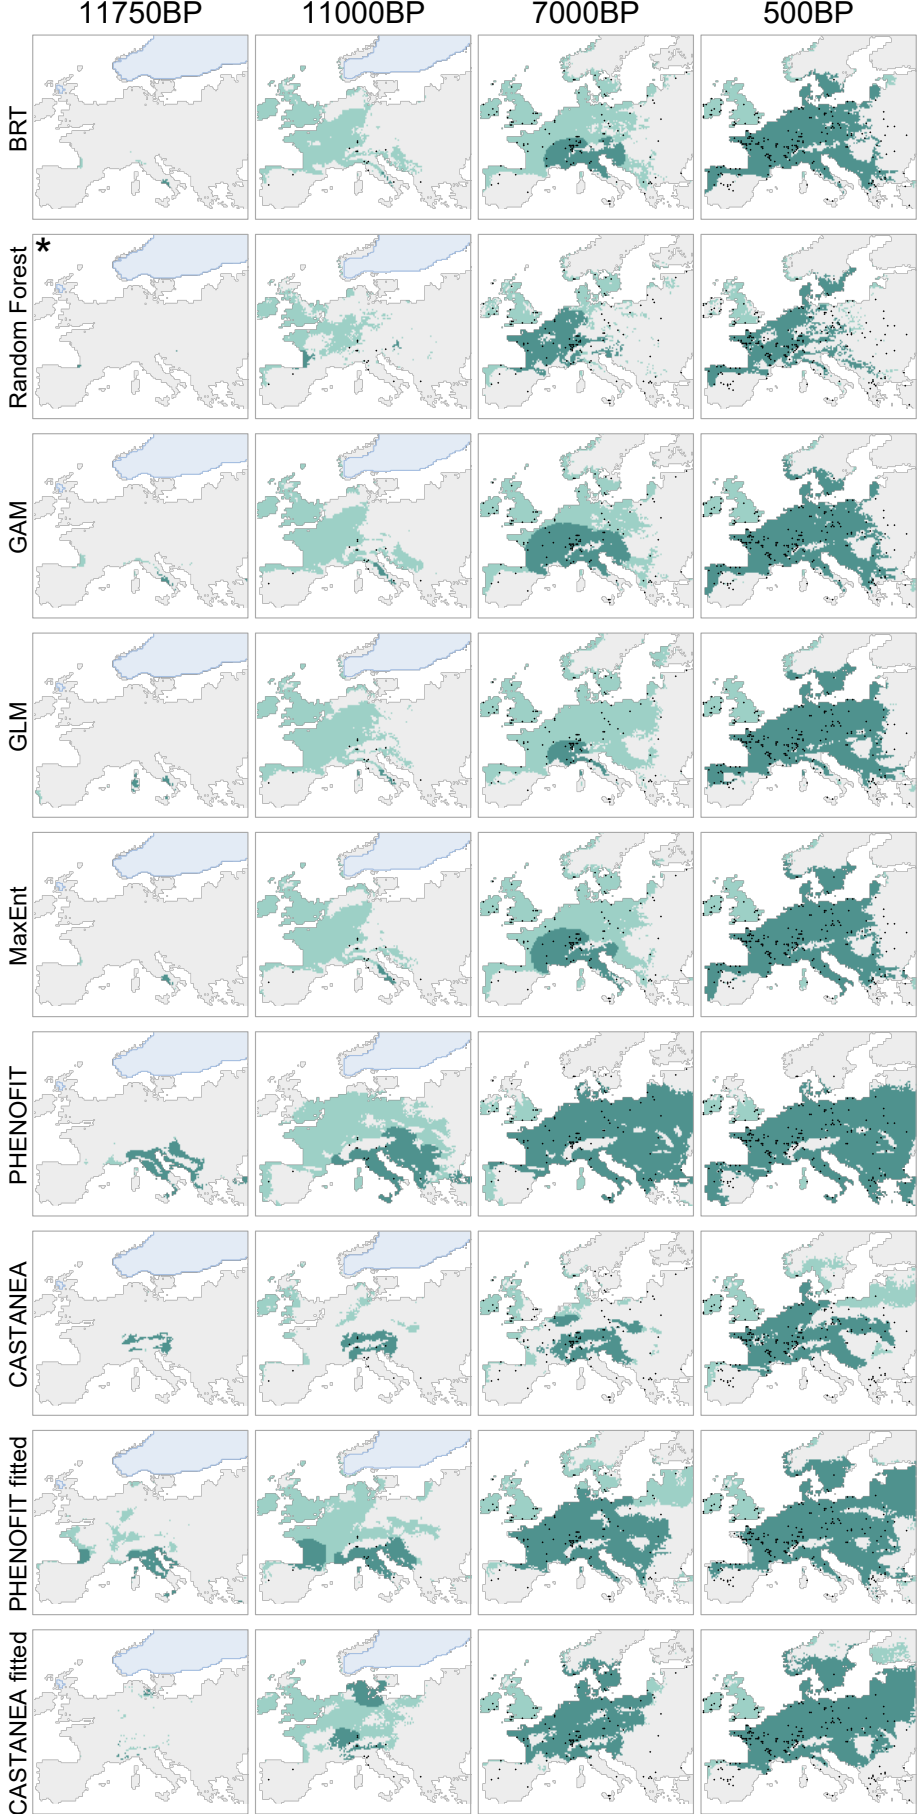 11750BP 11000BP 7000BP 500BP
BRT
*
Random Forest
GAM
GLM
MaxEnt
PHENOFIT
CASTANEA
PHENOFIT fitted
CASTANEA fitted